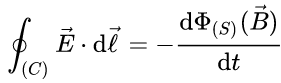 ∮_(C) E⃗ · dℓ⃗ = − dΦ_(S)(B⃗) / dt